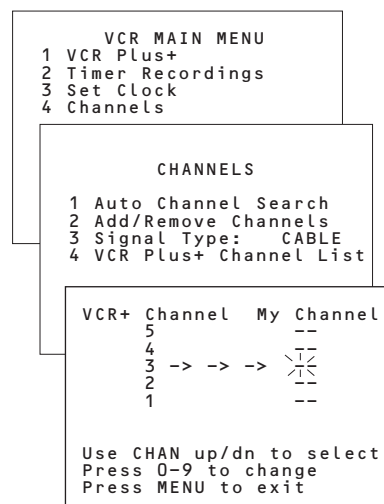 VCR MAIN MENU
1 VCR Plus+
2 Timer Recordings
3 Set Clock
4 Channels
CHANNELS
1 Auto Channel Search
2 Add/Remove Channels
3 Signal Type: CABLE
4 VCR Plus+ Channel List
VCR+ Channel My Channel
5 --
4 --
3 -> -> -> --
2 --
1 --
Use CHAN up/dn to select
Press 0-9 to change
Press MENU to exit